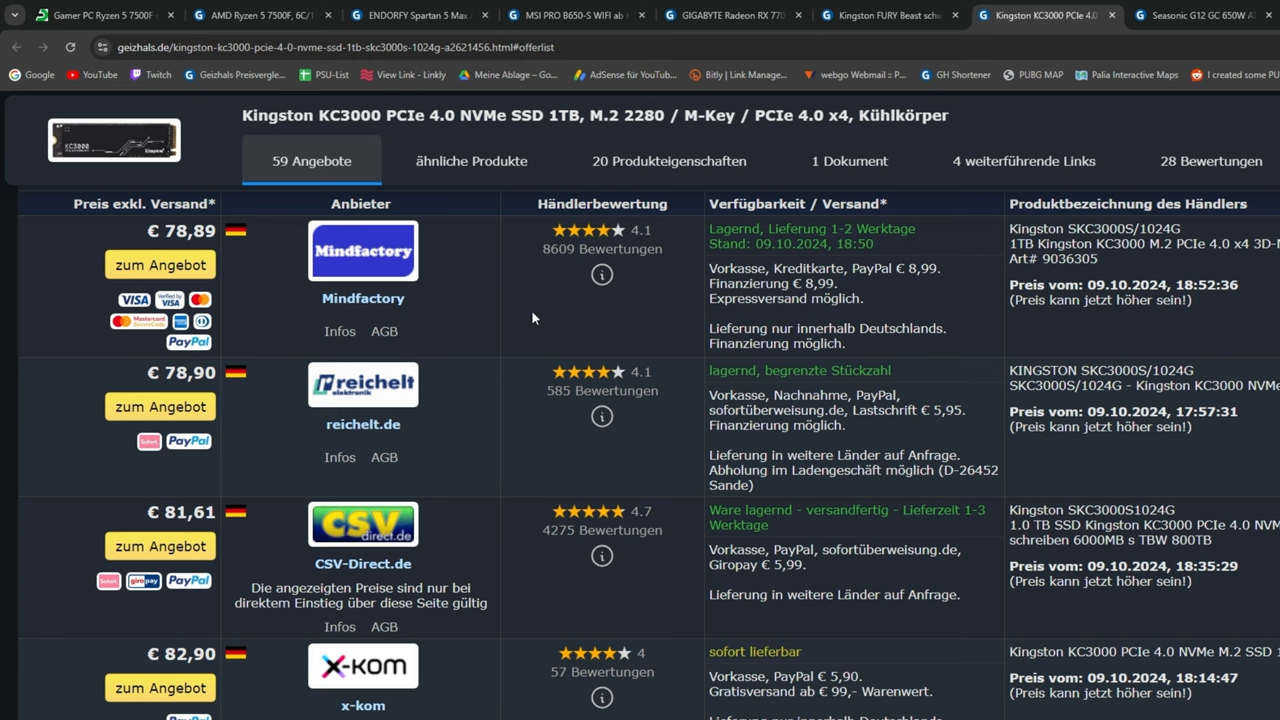 Gamer PC Ryzen 5 7500F
AMD Ryzen 5 7500F, 6C/1
ENDORFY Spartan 5 Max
MSI PRO B650-S WIFI ab
GIGABYTE Radeon RX 770
Kingston FURY Beast schw
Kingston KC3000 PCIe 4.0
Seasonic G12 GC 650W AT
geizhals.de/kingston-kc3000-pcie-4-0-nvme-ssd-1tb-skc3000s-1024g-a2621456.html#offerlist
Google
YouTube
Twitch
Geizhals Preisvergle...
PSU-List
View Link - Linkly
Meine Ablage – Go...
AdSense für YouTub...
Bitly | Link Manage...
webgo Webmail :: P...
GH Shortener
PUBG MAP
Palia Interactive Maps
I created some PU
Kingston KC3000 PCIe 4.0 NVMe SSD 1TB, M.2 2280 / M-Key / PCIe 4.0 x4, Kühlkörper
KC3000
59 Angebote
ähnliche Produkte
20 Produkteigenschaften
1 Dokument
4 weiterführende Links
28 Bewertungen
Preis exkl. Versand*
Anbieter
Händlerbewertung
Verfügbarkeit / Versand*
Produktbezeichnung des Händlers
€ 78,89
zum Angebot
VISA
Verified by
VISA
Mastercard
SecureCode
PayPal
Mindfactory
Mindfactory
Infos AGB
4.1
8609 Bewertungen
Lagernd, Lieferung 1-2 Werktage
Stand: 09.10.2024, 18:50
Vorkasse, Kreditkarte, PayPal € 8,99.
Finanzierung € 8,99.
Expressversand möglich.
Lieferung nur innerhalb Deutschlands.
Finanzierung möglich.
Kingston SKC3000S/1024G
1TB Kingston KC3000 M.2 PCIe 4.0 x4 3D-N
Art# 9036305
Preis vom: 09.10.2024, 18:52:36
(Preis kann jetzt höher sein!)
€ 78,90
zum Angebot
Sofort.
PayPal
reichelt
elektronik
reichelt.de
Infos AGB
4.1
585 Bewertungen
lagernd, begrenzte Stückzahl
Vorkasse, Nachnahme, PayPal,
sofortüberweisung.de, Lastschrift € 5,95.
Finanzierung möglich.
Lieferung in weitere Länder auf Anfrage.
Abholung im Ladengeschäft möglich (D-26452
Sande)
KINGSTON SKC3000S/1024G
SKC3000S/1024G - Kingston KC3000 NVMe
Preis vom: 09.10.2024, 17:57:31
(Preis kann jetzt höher sein!)
€ 81,61
zum Angebot
Sofort.
giropay
PayPal
CSV
direct.de
CSV-Direct.de
Die angezeigten Preise sind nur bei
direktem Einstieg über diese Seite gültig
Infos AGB
4.7
4275 Bewertungen
Ware lagernd - versandfertig - Lieferzeit 1-3
Werktage
Vorkasse, PayPal, sofortüberweisung.de,
Giropay € 5,99.
Lieferung in weitere Länder auf Anfrage.
Kingston SKC3000S1024G
1.0 TB SSD Kingston KC3000 PCIe 4.0 NVM
schreiben 6000MB s TBW 800TB
Preis vom: 09.10.2024, 18:35:29
(Preis kann jetzt höher sein!)
€ 82,90
zum Angebot
x-kom
x-kom
4
57 Bewertungen
sofort lieferbar
Vorkasse, PayPal € 5,90.
Gratisversand ab € 99,- Warenwert.
Kingston KC3000 PCIe 4.0 NVMe M.2 SSD 1
Preis vom: 09.10.2024, 18:14:47
(Preis kann jetzt höher sein!)